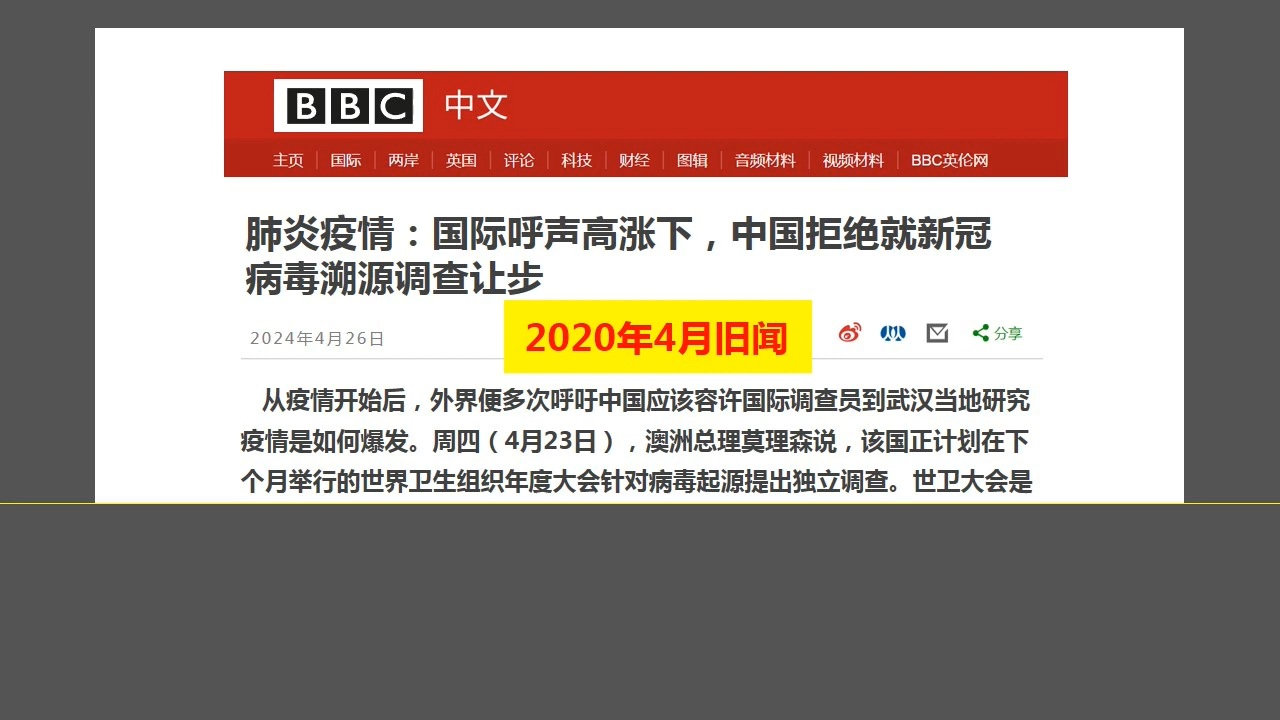 BBC 中文
主页 国际 两岸 英国 评论 科技 财经 图辑 音频材料 视频材料 BBC英伦网
肺炎疫情：国际呼声高涨下，中国拒绝就新冠
病毒溯源调查让步
2024年4月26日
2020年4月旧闻
分享
从疫情开始后，外界便多次呼吁中国应该容许国际调查员到武汉当地研究
疫情是如何爆发。周四（4月23日），澳洲总理莫理森说，该国正计划在下
个月举行的世界卫生组织年度大会针对病毒起源提出独立调查。世卫大会是